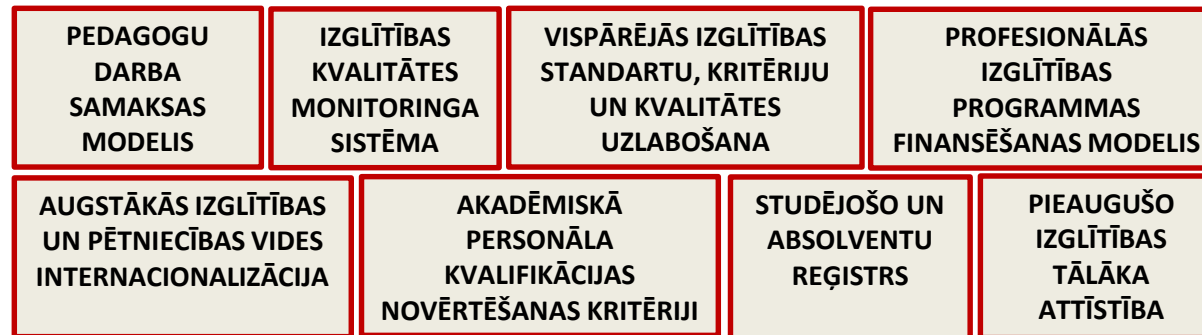 PEDAGOGU
DARBA
SAMAKSAS
MODELIS
IZGLĪTĪBAS
KVALITĀTES
MONITORINGA
SISTĒMA
VISPĀRĒJĀS IZGLĪTĪBAS
STANDARTU, KRITĒRIJU
UN KVALITĀTES
UZLABOŠANA
PROFESIONĀLĀS
IZGLĪTĪBAS
PROGRAMMAS
FINANSĒŠANAS MODELIS
AUGSTĀKĀS IZGLĪTĪBAS
UN PĒTNIECĪBAS VIDES
INTERNACIONALIZĀCIJA
AKADĒMISKĀ
PERSONĀLA
KVALIFIKĀCIJAS
NOVĒRTĒŠANAS KRITĒRIJI
STUDĒJOŠO UN
ABSOLVENTU
REĢISTRS
PIEAUGUŠO
IZGLĪTĪBAS
TĀLĀKA
ATTĪSTĪBA